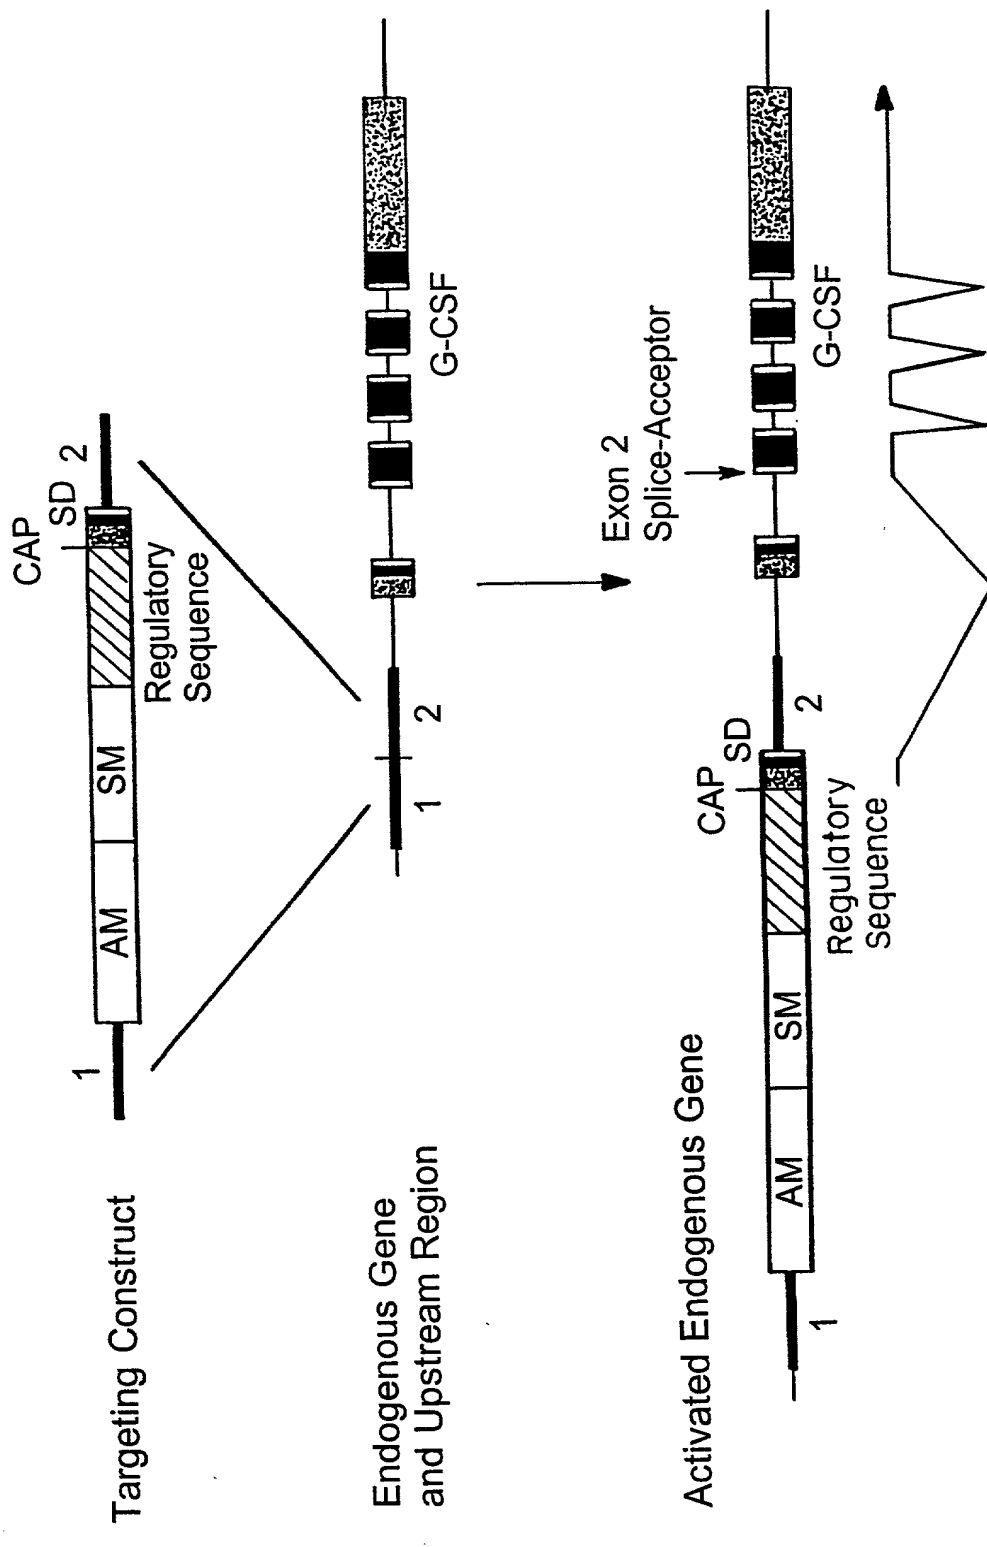 Targeting Construct
1
AM
SM
Regulatory
Sequence
CAP
SD
2
Endogenous Gene
and Upstream Region
1
2
G-CSF
Exon 2
Splice-Acceptor
Activated Endogenous Gene
1
AM
SM
Regulatory
Sequence
CAP
SD
2
G-CSF